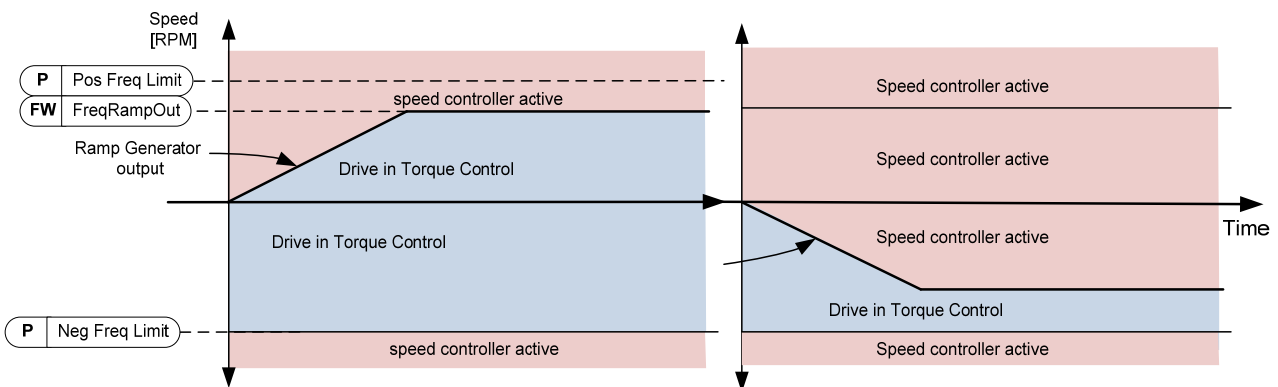 Speed
[RPM]
P Pos Freq Limit
FW FreqRampOut
speed controller active
Ramp Generator
output
Drive in Torque Control
Drive in Torque Control
P Neg Freq Limit
speed controller active
Speed controller active
Speed controller active
Speed controller active
Time
Drive in Torque Control
Speed controller active